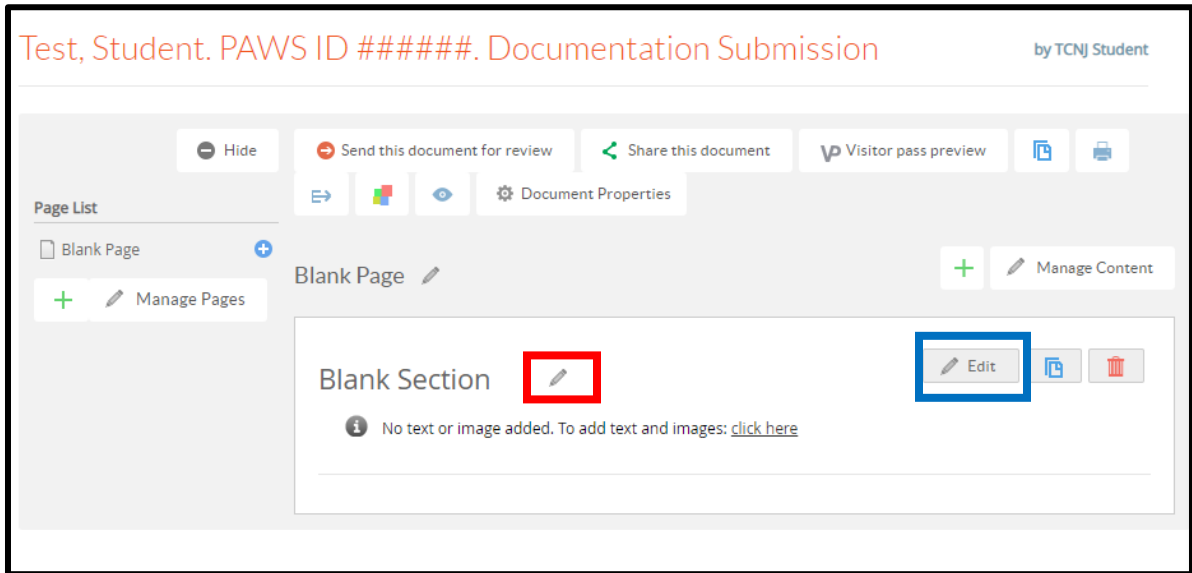 Test, Student. PAWS ID ######. Documentation Submission
by TCNJ Student
Hide
Send this document for review
Share this document
VP Visitor pass preview
Document Properties
Page List
Blank Page
Manage Pages
Blank Page
Manage Content
Blank Section
Edit
No text or image added. To add text and images: click here